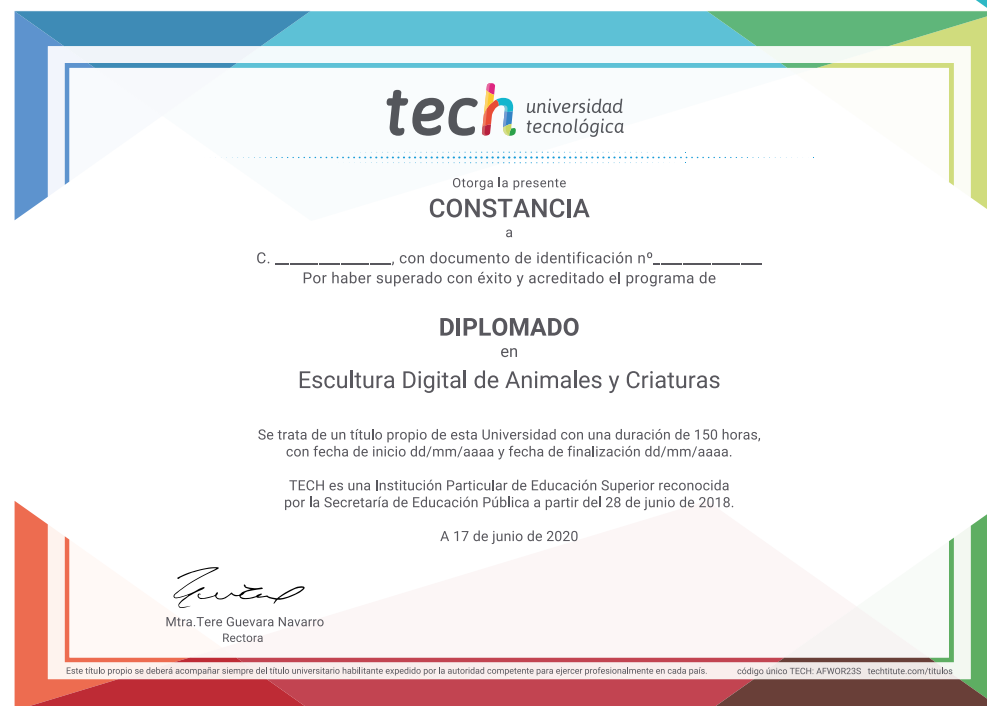 tech universidad
tecnológica
Otorga la presente
CONSTANCIA
a
C. ______________, con documento de identificación nº_____________
Por haber superado con éxito y acreditado el programa de
DIPLOMADO
en
Escultura Digital de Animales y Criaturas
Se trata de un título propio de esta Universidad con una duración de 150 horas,
con fecha de inicio dd/mm/aaaa y fecha de finalización dd/mm/aaaa.
TECH es una Institución Particular de Educación Superior reconocida
por la Secretaría de Educación Pública a partir del 28 de junio de 2018.
A 17 de junio de 2020
Mtra.Tere Guevara Navarro
Rectora
Este título propio se deberá acompañar siempre del título universitario habilitante expedido por la autoridad competente para ejercer profesionalmente en cada país. código único TECH: AFWOR23S techtitute.com/titulos